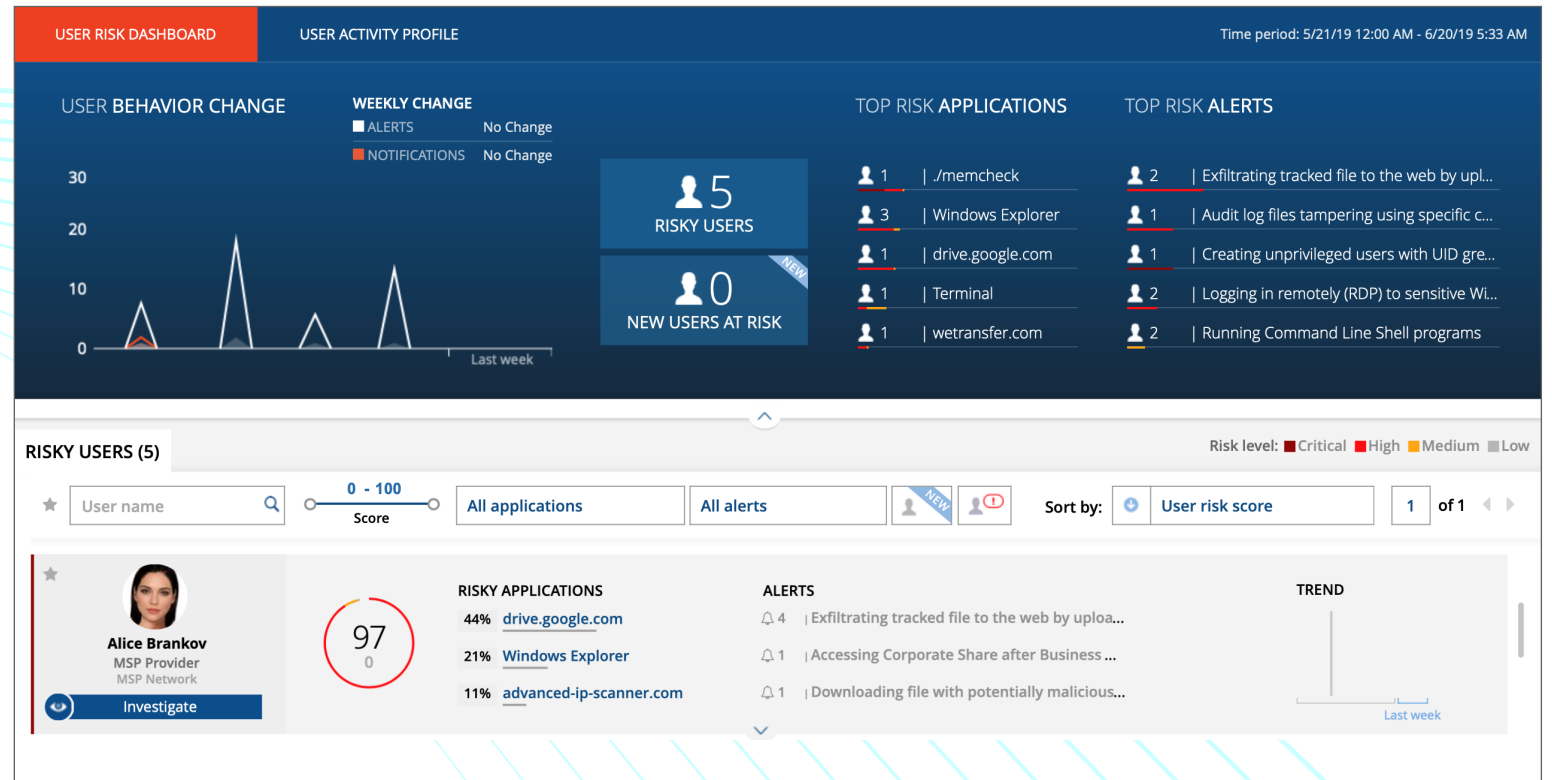 USER RISK DASHBOARD
USER ACTIVITY PROFILE
Time period: 5/21/19 12:00 AM - 6/20/19 5:33 AM
USER BEHAVIOR CHANGE
WEEKLY CHANGE
ALERTS No Change
NOTIFICATIONS No Change
30
20
10
0
Last week
5
RISKY USERS
NEW
0
NEW USERS AT RISK
TOP RISK APPLICATIONS
1 | ./memcheck
3 | Windows Explorer
1 | drive.google.com
1 | Terminal
1 | wetransfer.com
TOP RISK ALERTS
2 | Exfiltrating tracked file to the web by upl...
1 | Audit log files tampering using specific c...
1 | Creating unprivileged users with UID gre...
2 | Logging in remotely (RDP) to sensitive Wi...
2 | Running Command Line Shell programs
RISKY USERS (5)
Risk level: Critical High Medium Low
User name
0 - 100
Score
All applications
All alerts
NEW
Sort by:
User risk score
1 of 1
Alice Brankov
MSP Provider
MSP Network
Investigate
97
0
RISKY APPLICATIONS
44% drive.google.com
21% Windows Explorer
11% advanced-ip-scanner.com
ALERTS
4 | Exfiltrating tracked file to the web by uploa...
1 | Accessing Corporate Share after Business ...
1 | Downloading file with potentially malicious...
TREND
Last week